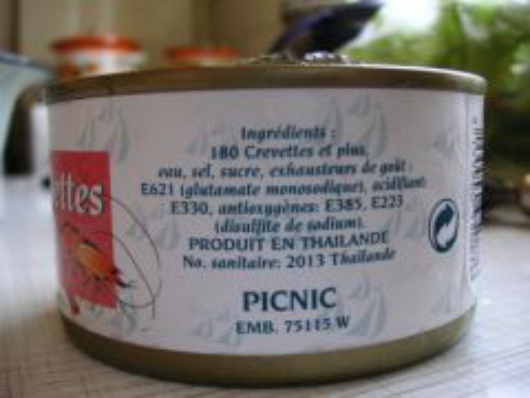 Ingrédients :
180 Crevettes et plus,
eau, sel, sucre, exhausteurs de goût :
E621 (glutamate monosodique), acidifiant:
E330, antioxygènes: E385, E223
(disulfite de sodium).
PRODUIT EN THAILANDE
No. sanitaire: 2013 Thaïlande
ettes
PICNIC
EMB. 75115 W